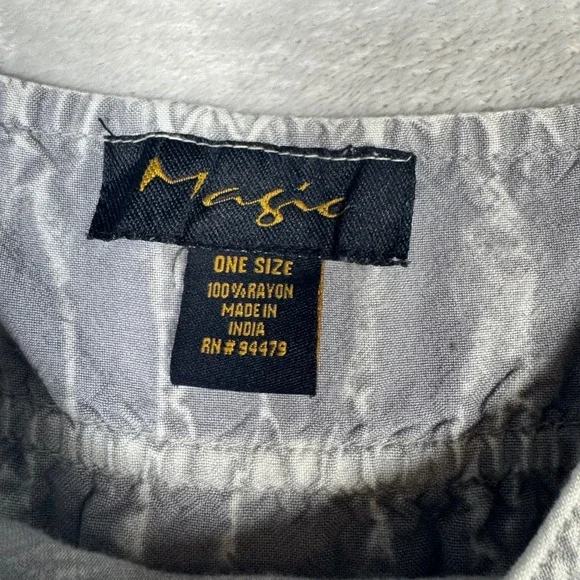 Magic
ONE SIZE
100% RAYON
MADE IN
INDIA
RN # 94479